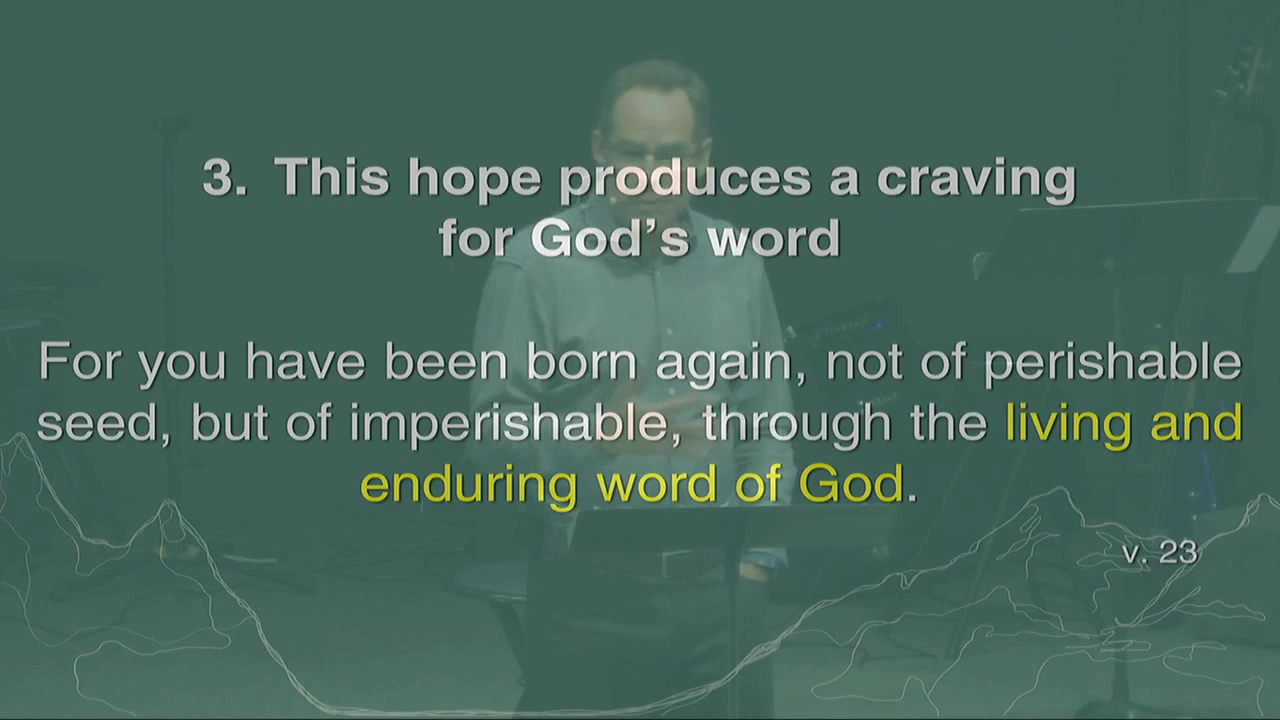 3. This hope produces a craving
for God’s word
For you have been born again, not of perishable
seed, but of imperishable, through the living and
enduring word of God.
v. 23